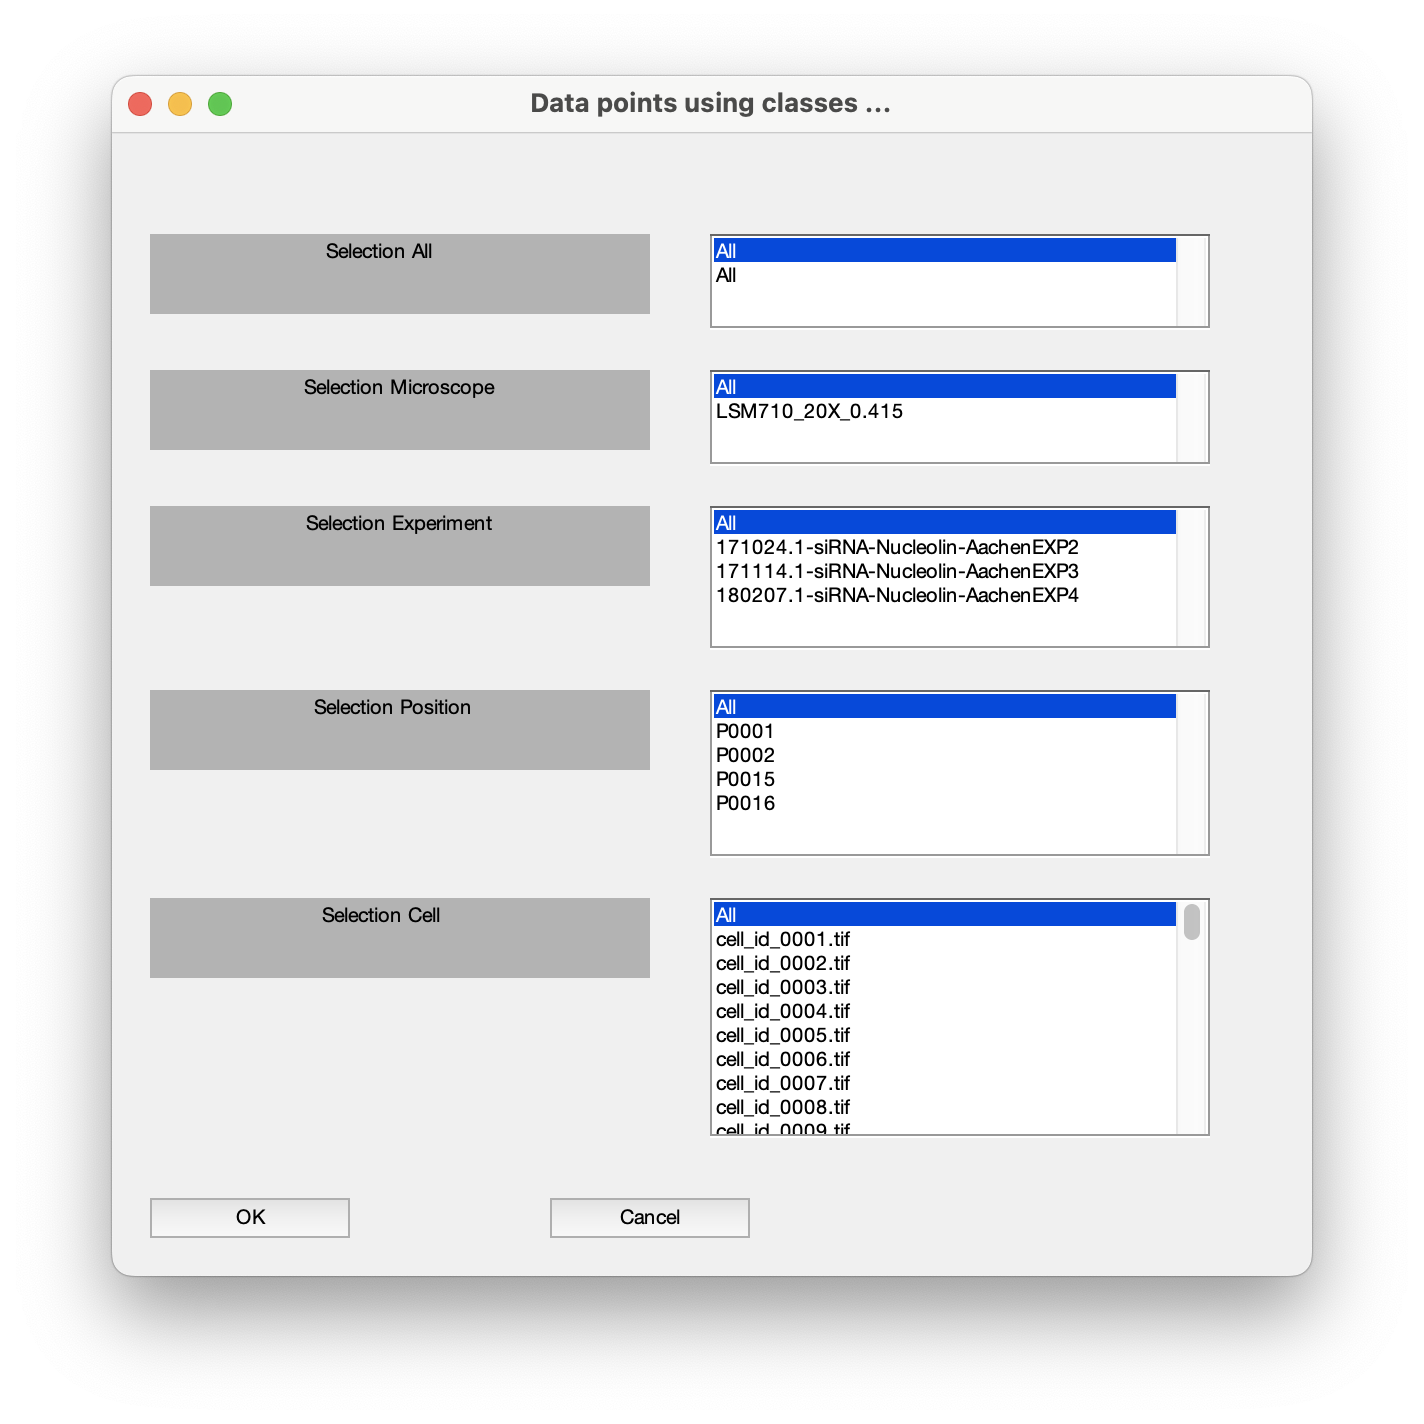 Data points using classes ...
Selection All
All
All
Selection Microscope
All
LSM710_20X_0.415
Selection Experiment
All
171024.1-siRNA-Nucleolin-AachenEXP2
171114.1-siRNA-Nucleolin-AachenEXP3
180207.1-siRNA-Nucleolin-AachenEXP4
Selection Position
All
P0001
P0002
P0015
P0016
Selection Cell
All
cell_id_0001.tif
cell_id_0002.tif
cell_id_0003.tif
cell_id_0004.tif
cell_id_0005.tif
cell_id_0006.tif
cell_id_0007.tif
cell_id_0008.tif
cell_id_0009.tif
OK
Cancel